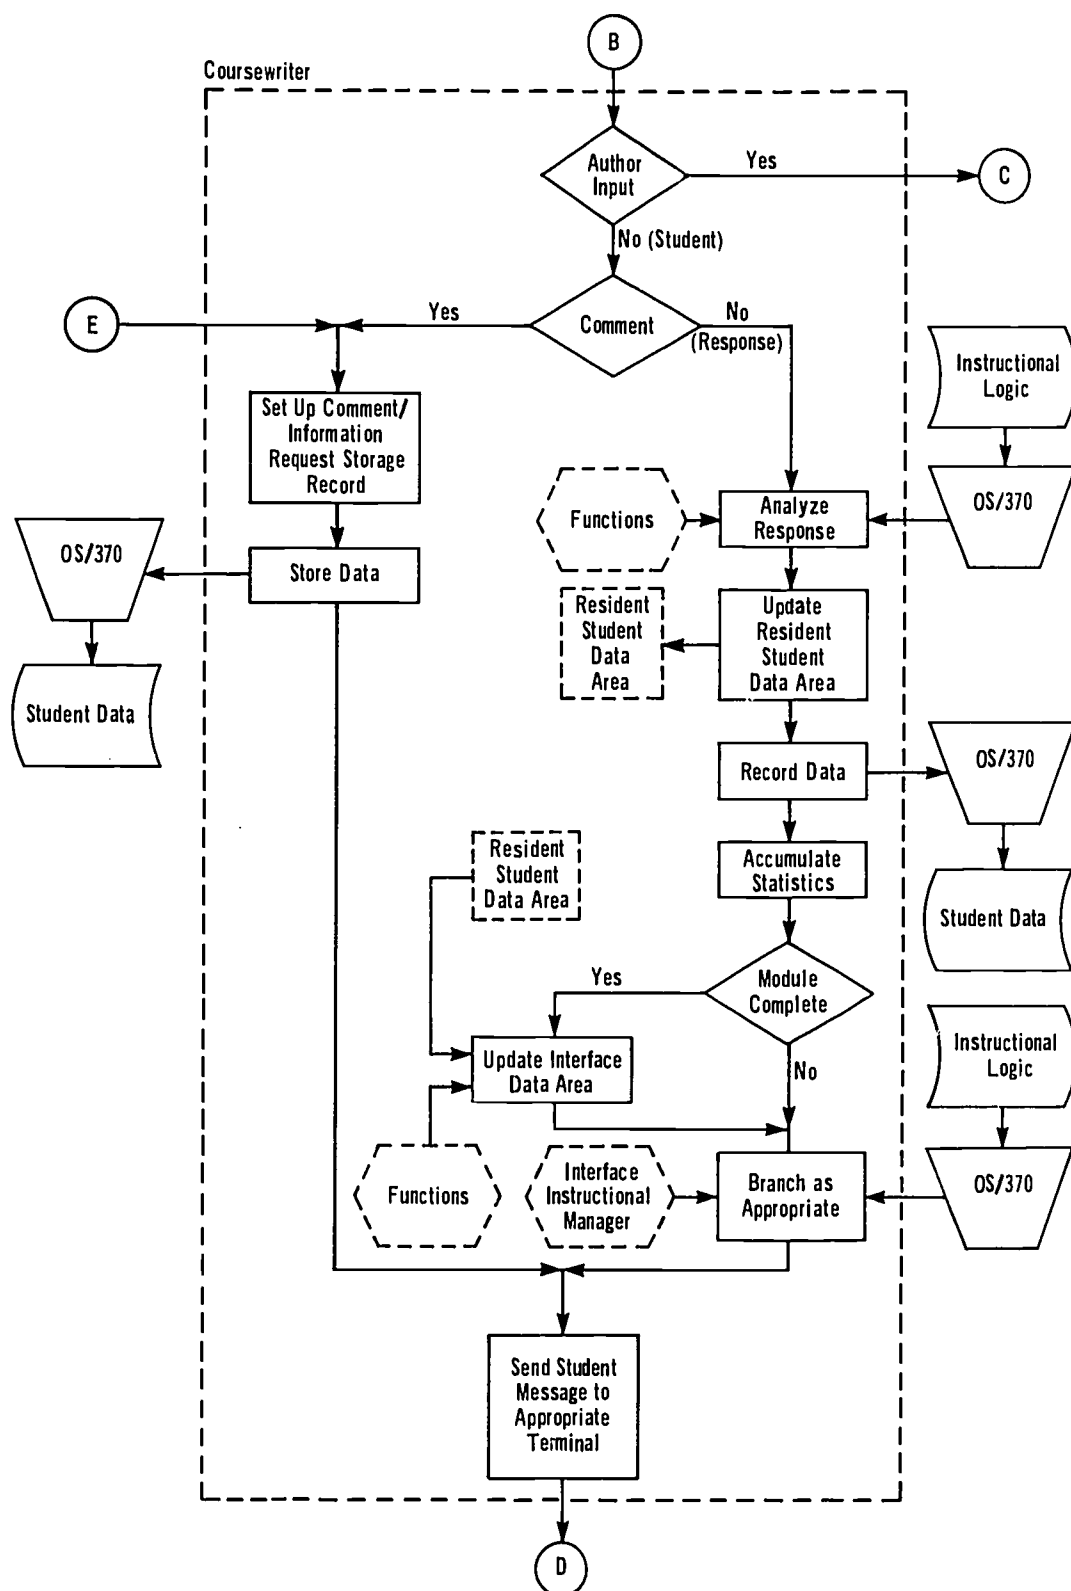 B
Coursewriter
Author
Input
Yes
C
No (Student)
E
Yes
Comment
No
(Response)
Instructional
Logic
Set Up Comment/
Information
Request Storage
Record
Functions
Analyze
Response
OS/370
OS/370
Store Data
Resident
Student
Data
Area
Update
Resident
Student
Data Area
Student Data
Record Data
OS/370
Resident
Student
Data Area
Accumulate
Statistics
Student Data
Yes
Module
Complete
Instructional
Logic
Update Interface
Data Area
No
Functions
Interface
Instructional
Manager
Branch as
Appropriate
OS/370
Send Student
Message to
Appropriate
Terminal
D